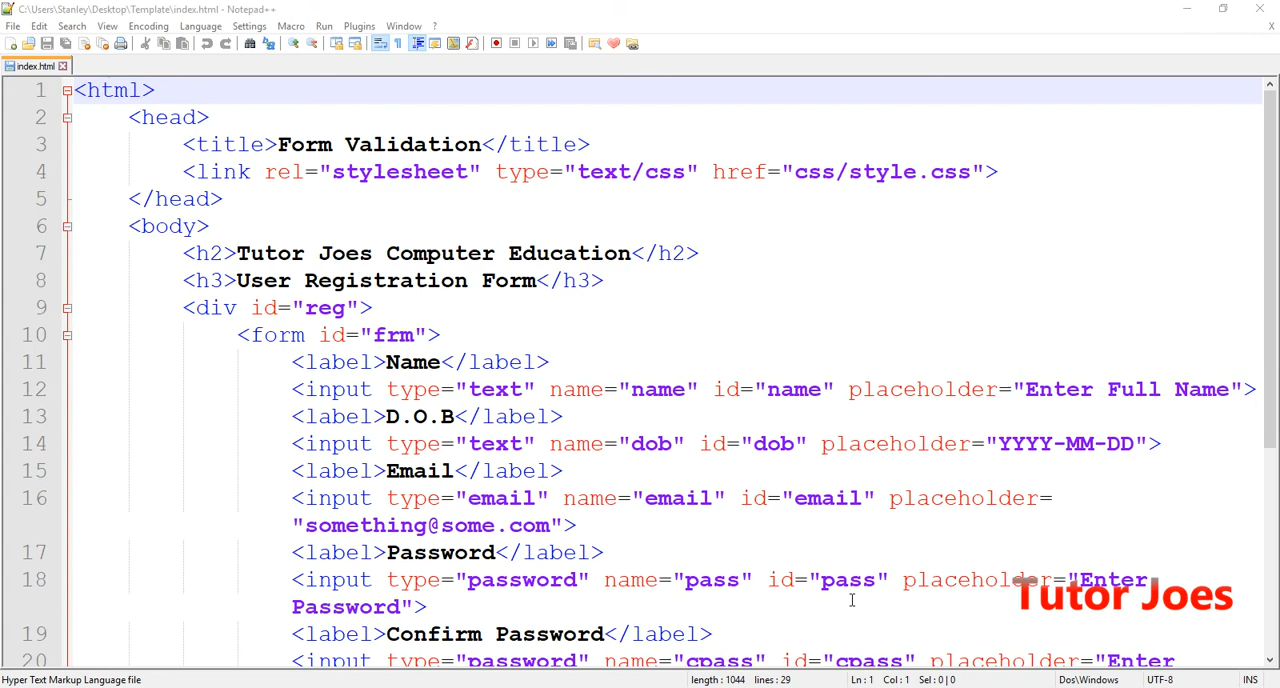 C:\Users\Stanley\Desktop\Template\index.html - Notepad++
File Edit Search View Encoding Language Settings Macro Run Plugins Window ?
X
index.html
1 <html>
2 <head>
3 <title>Form Validation</title>
4 <link rel="stylesheet" type="text/css" href="css/style.css">
5 </head>
6 <body>
7 <h2>Tutor Joes Computer Education</h2>
8 <h3>User Registration Form</h3>
9 <div id="reg">
10 <form id="frm">
11 <label>Name</label>
12 <input type="text" name="name" id="name" placeholder="Enter Full Name">
13 <label>D.O.B</label>
14 <input type="text" name="dob" id="dob" placeholder="YYYY-MM-DD">
15 <label>Email</label>
16 <input type="email" name="email" id="email" placeholder=
"something@some.com">
17 <label>Password</label>
18 <input type="password" name="pass" id="pass" placeholder="Enter
Password">
Tutor Joes
19 <label>Confirm Password</label>
20 <input type="password" name="cpass" id="cpass" placeholder="Enter
Hyper Text Markup Language file length : 1044 lines : 29 Ln : 1 Col : 1 Sel : 0 | 0 Dos\Windows UTF-8 INS